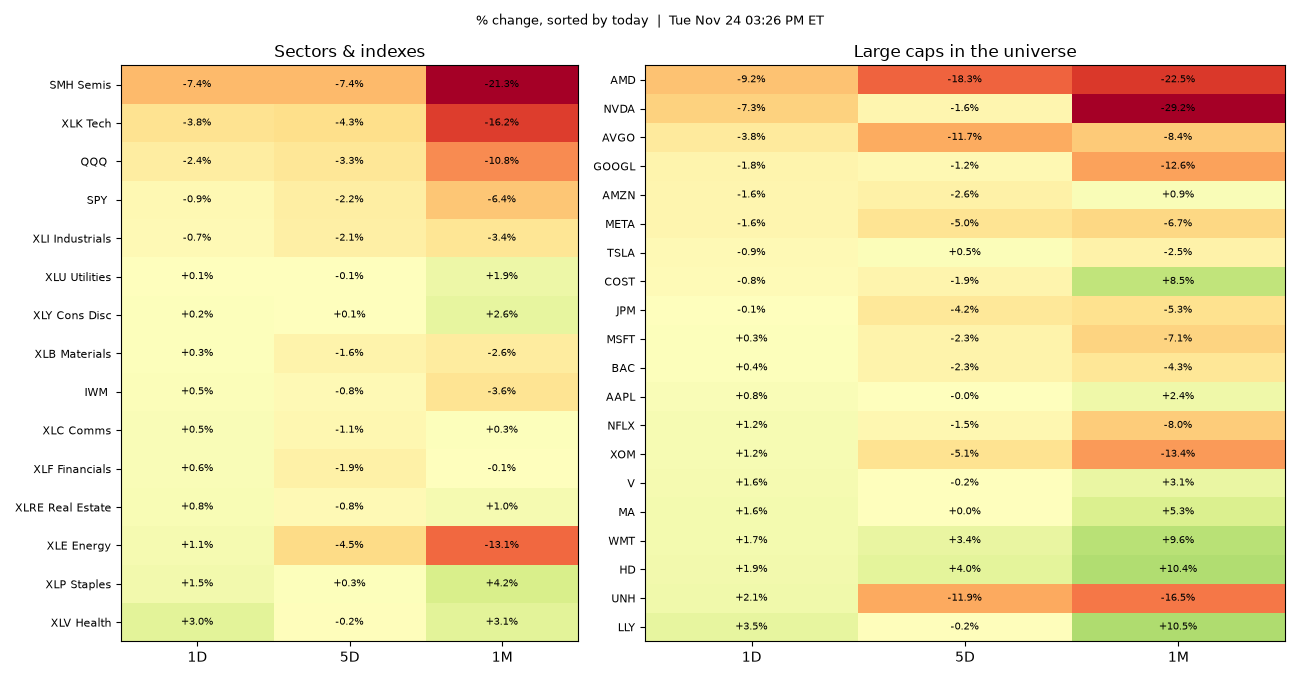 % change, sorted by today | Tue Nov 24 03:26 PM ET
Sectors & indexes
SMH Semis -7.4% -7.4% -21.3%
XLK Tech -3.8% -4.3% -16.2%
QQQ -2.4% -3.3% -10.8%
SPY -0.9% -2.2% -6.4%
XLI Industrials -0.7% -2.1% -3.4%
XLU Utilities +0.1% -0.1% +1.9%
XLY Cons Disc +0.2% +0.1% +2.6%
XLB Materials +0.3% -1.6% -2.6%
IWM +0.5% -0.8% -3.6%
XLC Comms +0.5% -1.1% +0.3%
XLF Financials +0.6% -1.9% -0.1%
XLRE Real Estate +0.8% -0.8% +1.0%
XLE Energy +1.1% -4.5% -13.1%
XLP Staples +1.5% +0.3% +4.2%
XLV Health +3.0% -0.2% +3.1%
1D 5D 1M
Large caps in the universe
AMD -9.2% -18.3% -22.5%
NVDA -7.3% -1.6% -29.2%
AVGO -3.8% -11.7% -8.4%
GOOGL -1.8% -1.2% -12.6%
AMZN -1.6% -2.6% +0.9%
META -1.6% -5.0% -6.7%
TSLA -0.9% +0.5% -2.5%
COST -0.8% -1.9% +8.5%
JPM -0.1% -4.2% -5.3%
MSFT +0.3% -2.3% -7.1%
BAC +0.4% -2.3% -4.3%
AAPL +0.8% -0.0% +2.4%
NFLX +1.2% -1.5% -8.0%
XOM +1.2% -5.1% -13.4%
V +1.6% -0.2% +3.1%
MA +1.6% +0.0% +5.3%
WMT +1.7% +3.4% +9.6%
HD +1.9% +4.0% +10.4%
UNH +2.1% -11.9% -16.5%
LLY +3.5% -0.2% +10.5%
1D 5D 1M